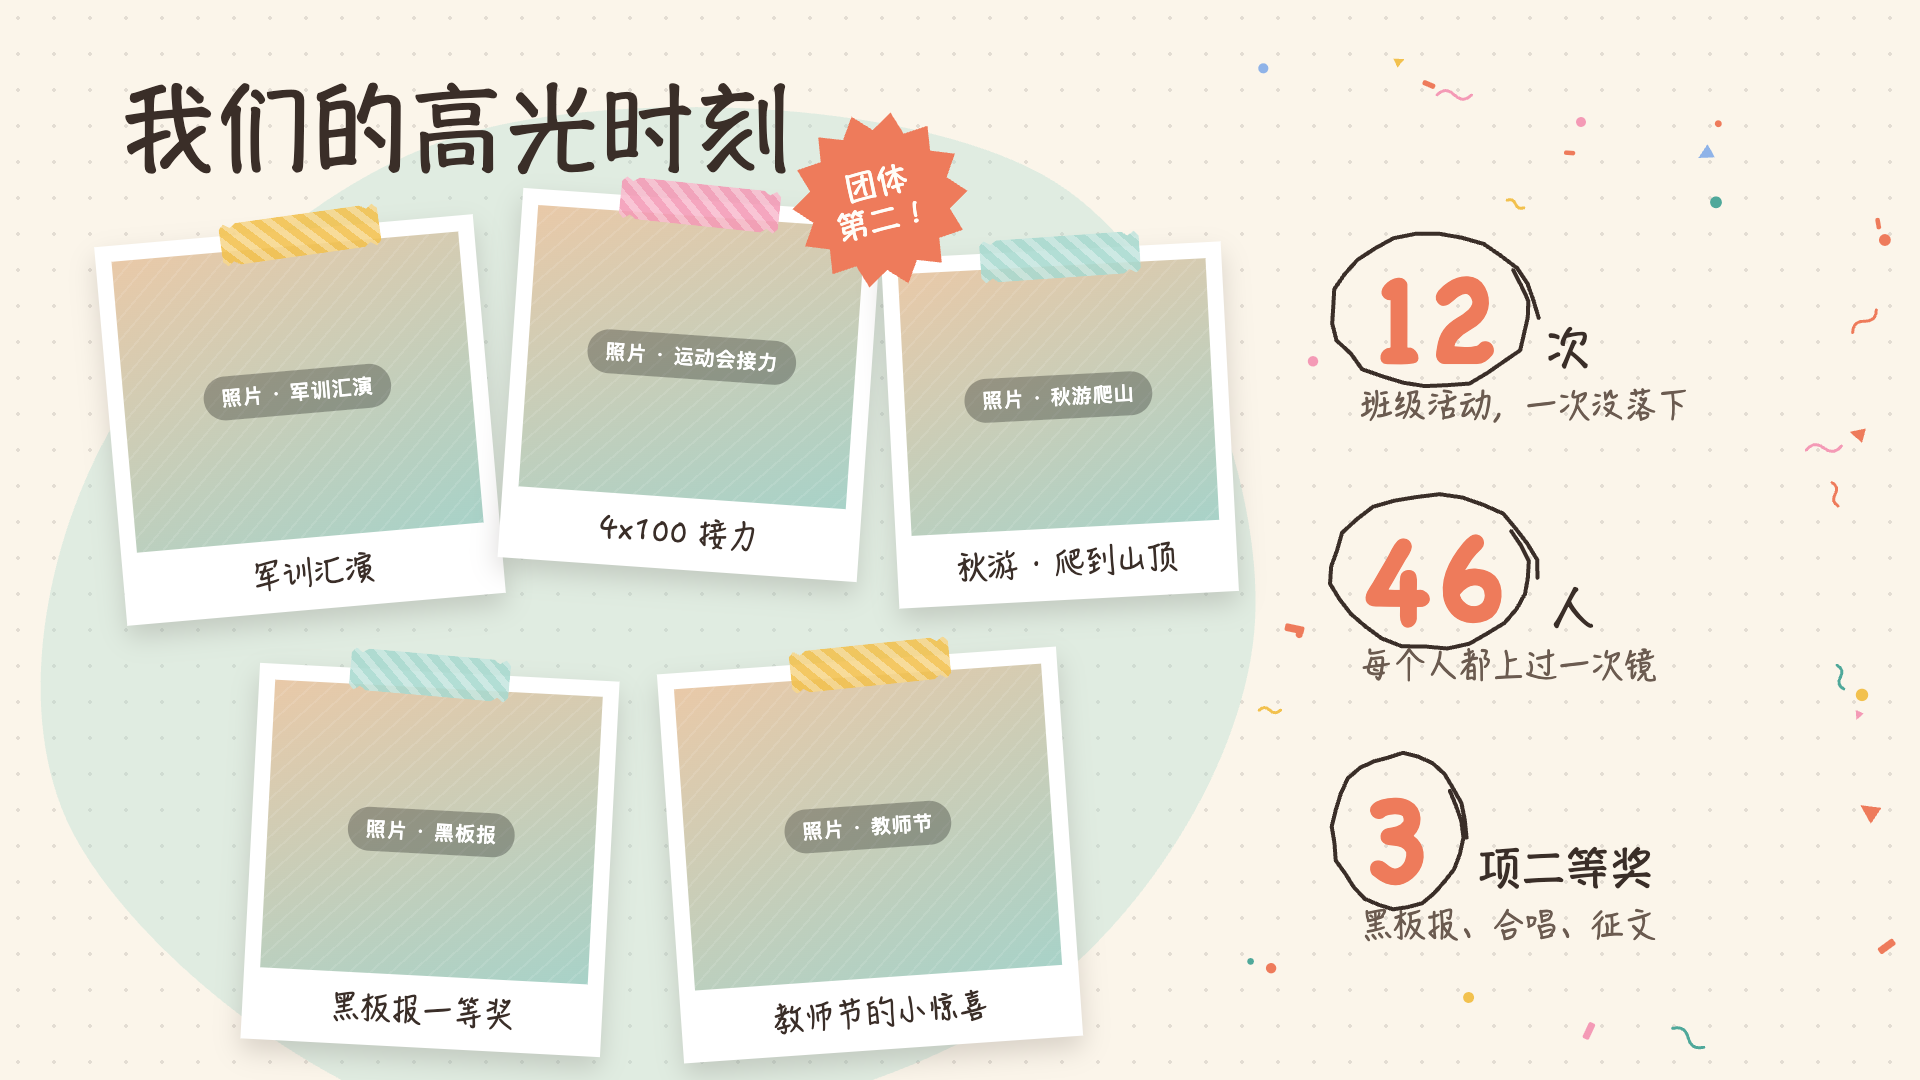 我们的高光时刻
团体
第二！
照片 · 军训汇演
军训汇演
照片 · 运动会接力
4x100 接力
照片 · 秋游爬山
秋游 · 爬到山顶
照片 · 黑板报
黑板报一等奖
照片 · 教师节
教师节的小惊喜
12 次
班级活动，一次没落下
46 人
每个人都上过一次镜
3 项二等奖
黑板报、合唱、征文